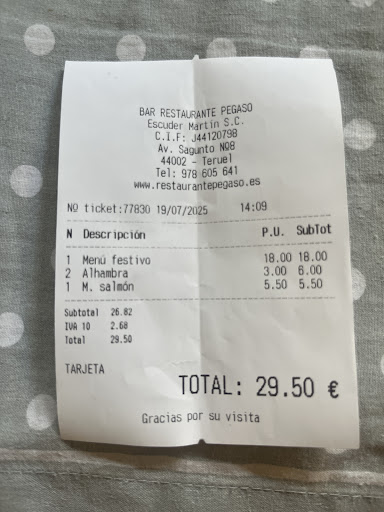 BAR RESTAURANTE PEGASO
Escuder Martín S.C.
C.I.F: J44120798
Av. Sagunto Nº8
44002 - Teruel
Tel: 978 605 641
www.restaurantepegaso.es
Nº ticket:77830 19/07/2025 14:09
N Descripción P.U. SubTot
1 Menú festivo 18.00 18.00
2 Alhambra 3.00 6.00
1 M. salmón 5.50 5.50
Subtotal 26.82
IVA 10 2.68
Total 29.50
TARJETA
TOTAL: 29.50 €
Gracias por su visita